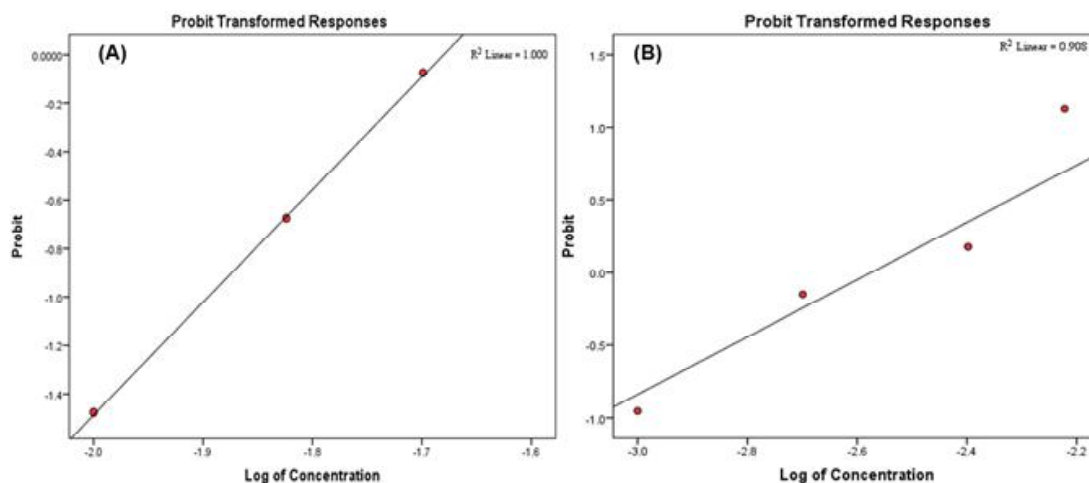 Probit Transformed Responses
(A)
R² Linear = 1.000
0.0000
-0.2
-0.4
-0.6
-0.8
-1.0
-1.2
-1.4
Probit
-2.0
-1.9
-1.8
-1.7
-1.6
Log of Concentration
Probit Transformed Responses
(B)
R² Linear = 0.908
1.5
1.0
0.5
0.0
-0.5
-1.0
Probit
-3.0
-2.8
-2.6
-2.4
-2.2
Log of Concentration